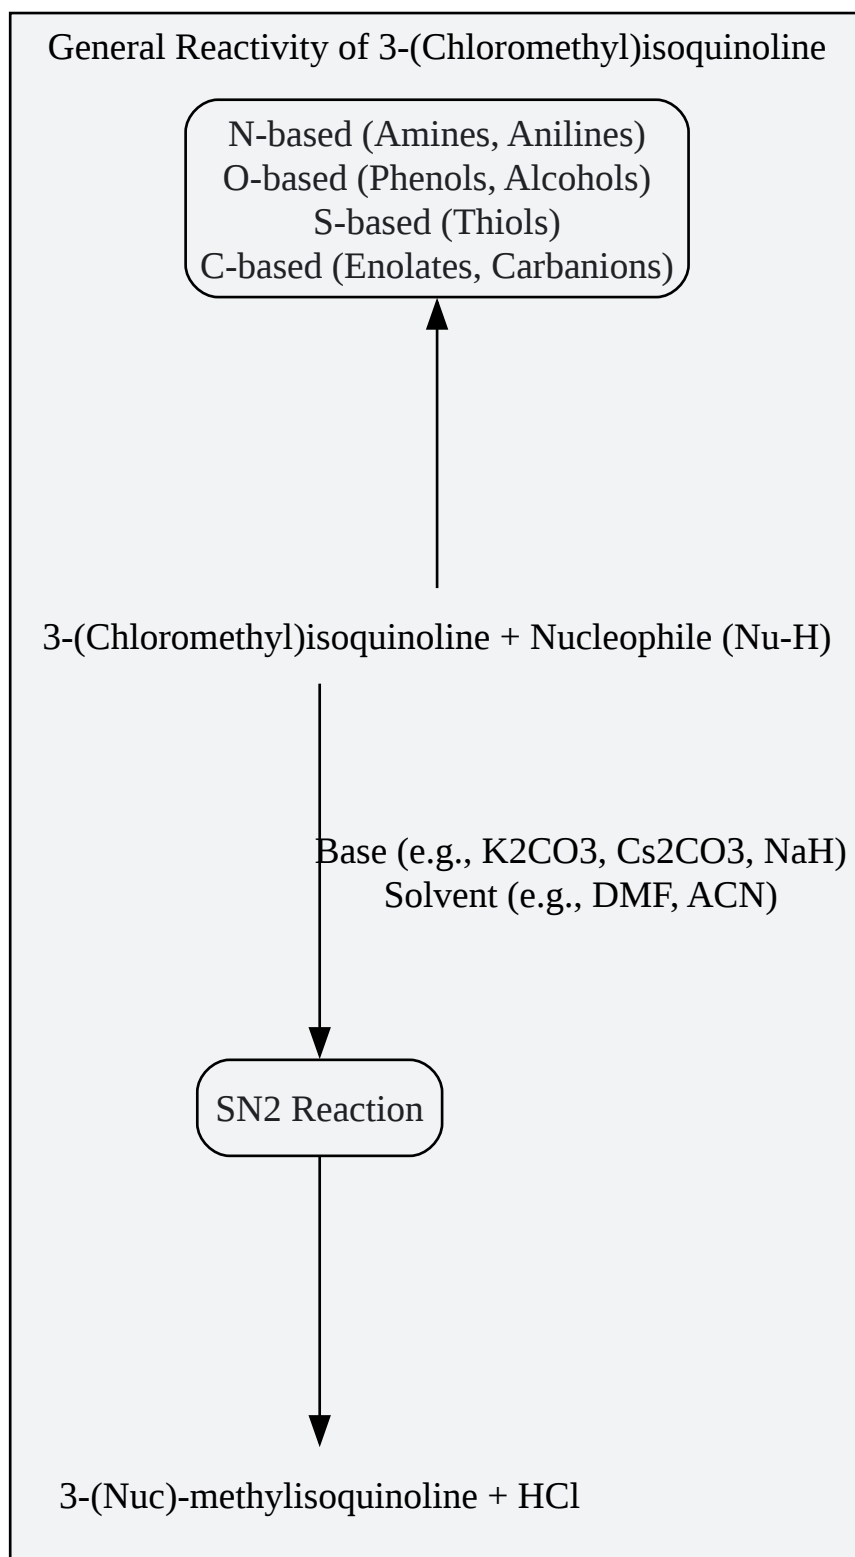 General Reactivity of 3-(Chloromethyl)isoquinoline
N-based (Amines, Anilines)
O-based (Phenols, Alcohols)
S-based (Thiols)
C-based (Enolates, Carbanions)
3-(Chloromethyl)isoquinoline + Nucleophile (Nu-H)
Base (e.g., K2CO3, Cs2CO3, NaH)
Solvent (e.g., DMF, ACN)
SN2 Reaction
3-(Nuc)-methylisoquinoline + HCl